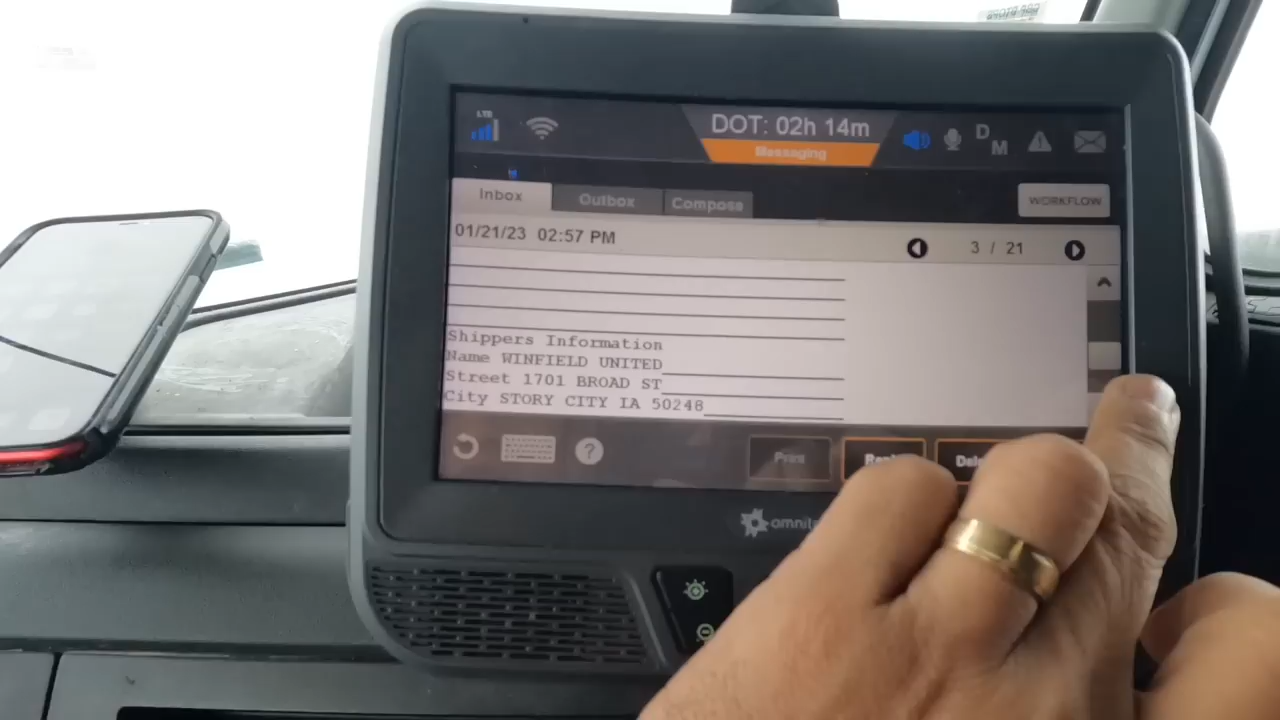 LTE
DOT: 02h 14m
Messaging
D
M
Inbox
Outbox
Compose
WORKFLOW
01/21/23 02:57 PM
3 / 21
Shippers Information
Name WINFIELD UNITED
Street 1701 BROAD ST
City STORY CITY IA 50248
?
Print